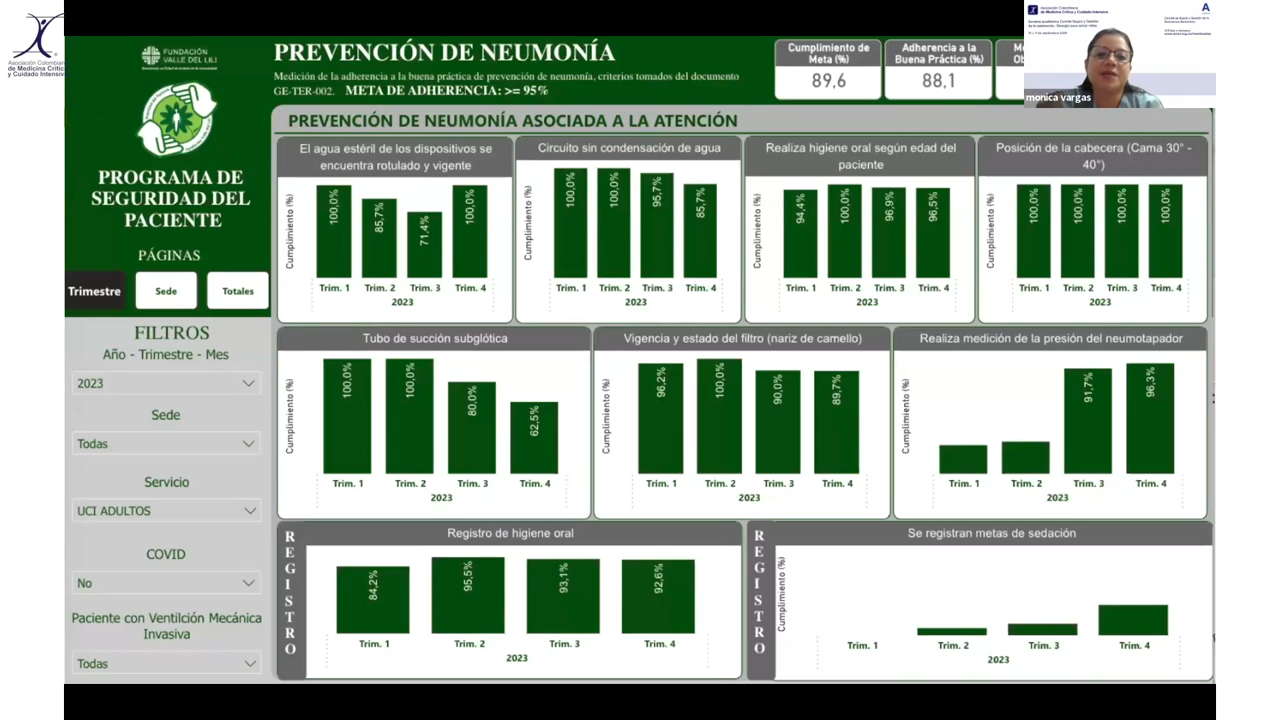 Asociación Colombiana
de Medicina Crítica
y Cuidado Intensivo
FUNDACIÓN
VALLE DEL LILI
PROGRAMA DE
SEGURIDAD DEL
PACIENTE
PÁGINAS
Trimestre
Sede
Totales
FILTROS
Año - Trimestre - Mes
2023
Sede
Todas
Servicio
UCI ADULTOS
COVID
No
Paciente con Ventilción Mecánica
Invasiva
Todas
PREVENCIÓN DE NEUMONÍA
Medición de la adherencia a la buena práctica de prevención de neumonía, criterios tomados del documento
GE-TER-002. META DE ADHERENCIA: >= 95%
Cumplimiento de
Meta (%)
89,6
Adherencia a la
Buena Práctica (%)
88,1
Asociación Colombiana
de Medicina Crítica y Cuidado Intensivo
monica vargas
PREVENCIÓN DE NEUMONÍA ASOCIADA A LA ATENCIÓN
El agua estéril de los dispositivos se
encuentra rotulado y vigente
Cumplimiento (%)
100,0%
85,7%
71,4%
100,0%
Trim. 1 Trim. 2 Trim. 3 Trim. 4
2023
Circuito sin condensación de agua
Cumplimiento (%)
100,0%
100,0%
95,7%
85,7%
Trim. 1 Trim. 2 Trim. 3 Trim. 4
2023
Realiza higiene oral según edad del
paciente
Cumplimiento (%)
94,4%
100,0%
96,9%
96,5%
Trim. 1 Trim. 2 Trim. 3 Trim. 4
2023
Posición de la cabecera (Cama 30° -
40°)
Cumplimiento (%)
100,0%
100,0%
100,0%
100,0%
Trim. 1 Trim. 2 Trim. 3 Trim. 4
2023
Tubo de succión subglótica
Cumplimiento (%)
100,0%
100,0%
80,0%
62,5%
Trim. 1 Trim. 2 Trim. 3 Trim. 4
2023
Vigencia y estado del filtro (nariz de camello)
Cumplimiento (%)
96,2%
100,0%
90,0%
89,7%
Trim. 1 Trim. 2 Trim. 3 Trim. 4
2023
Realiza medición de la presión del neumotapador
Cumplimiento (%)
91,7%
96,3%
Trim. 1 Trim. 2 Trim. 3 Trim. 4
2023
REGISTRO
Registro de higiene oral
84,2%
95,5%
93,1%
92,6%
Trim. 1 Trim. 2 Trim. 3 Trim. 4
2023
REGISTRO
Se registran metas de sedación
Cumplimiento (%)
Trim. 1 Trim. 2 Trim. 3 Trim. 4
2023